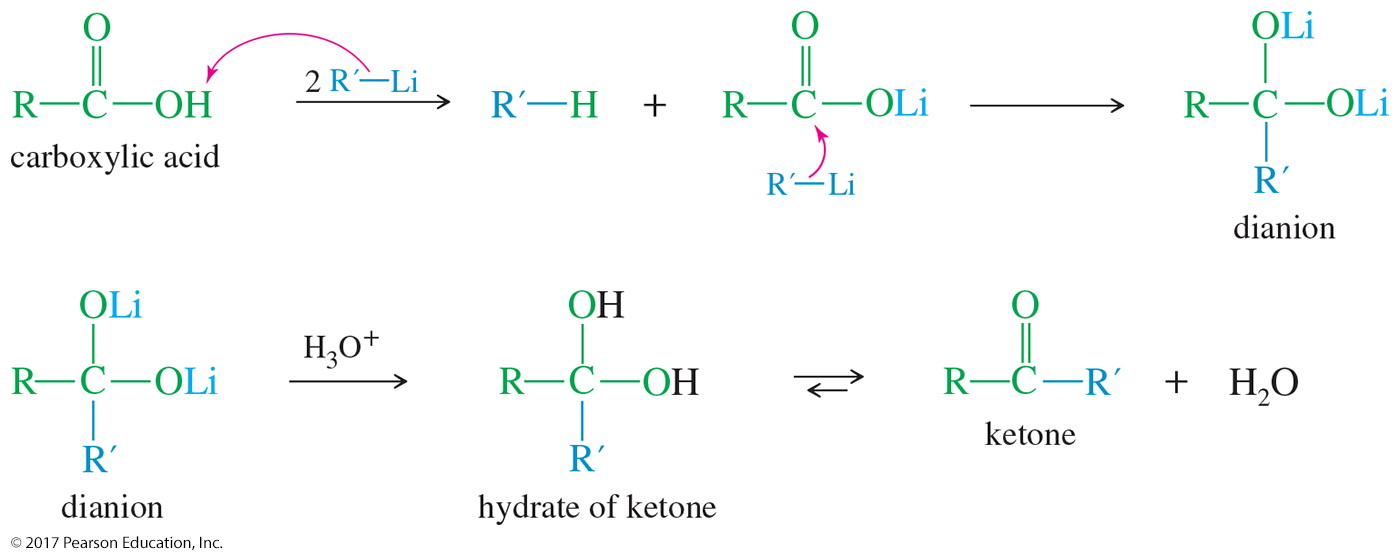 O O OLi
R—C—OH 2 R′—Li R′—H + R—C—OLi R—C—OLi
carboxylic acid R′—Li R′
dianion
OLi OH O
R—C—OLi H₃O⁺ R—C—OH R—C—R′ + H₂O
R′ R′ ketone
dianion hydrate of ketone
© 2017 Pearson Education, Inc.